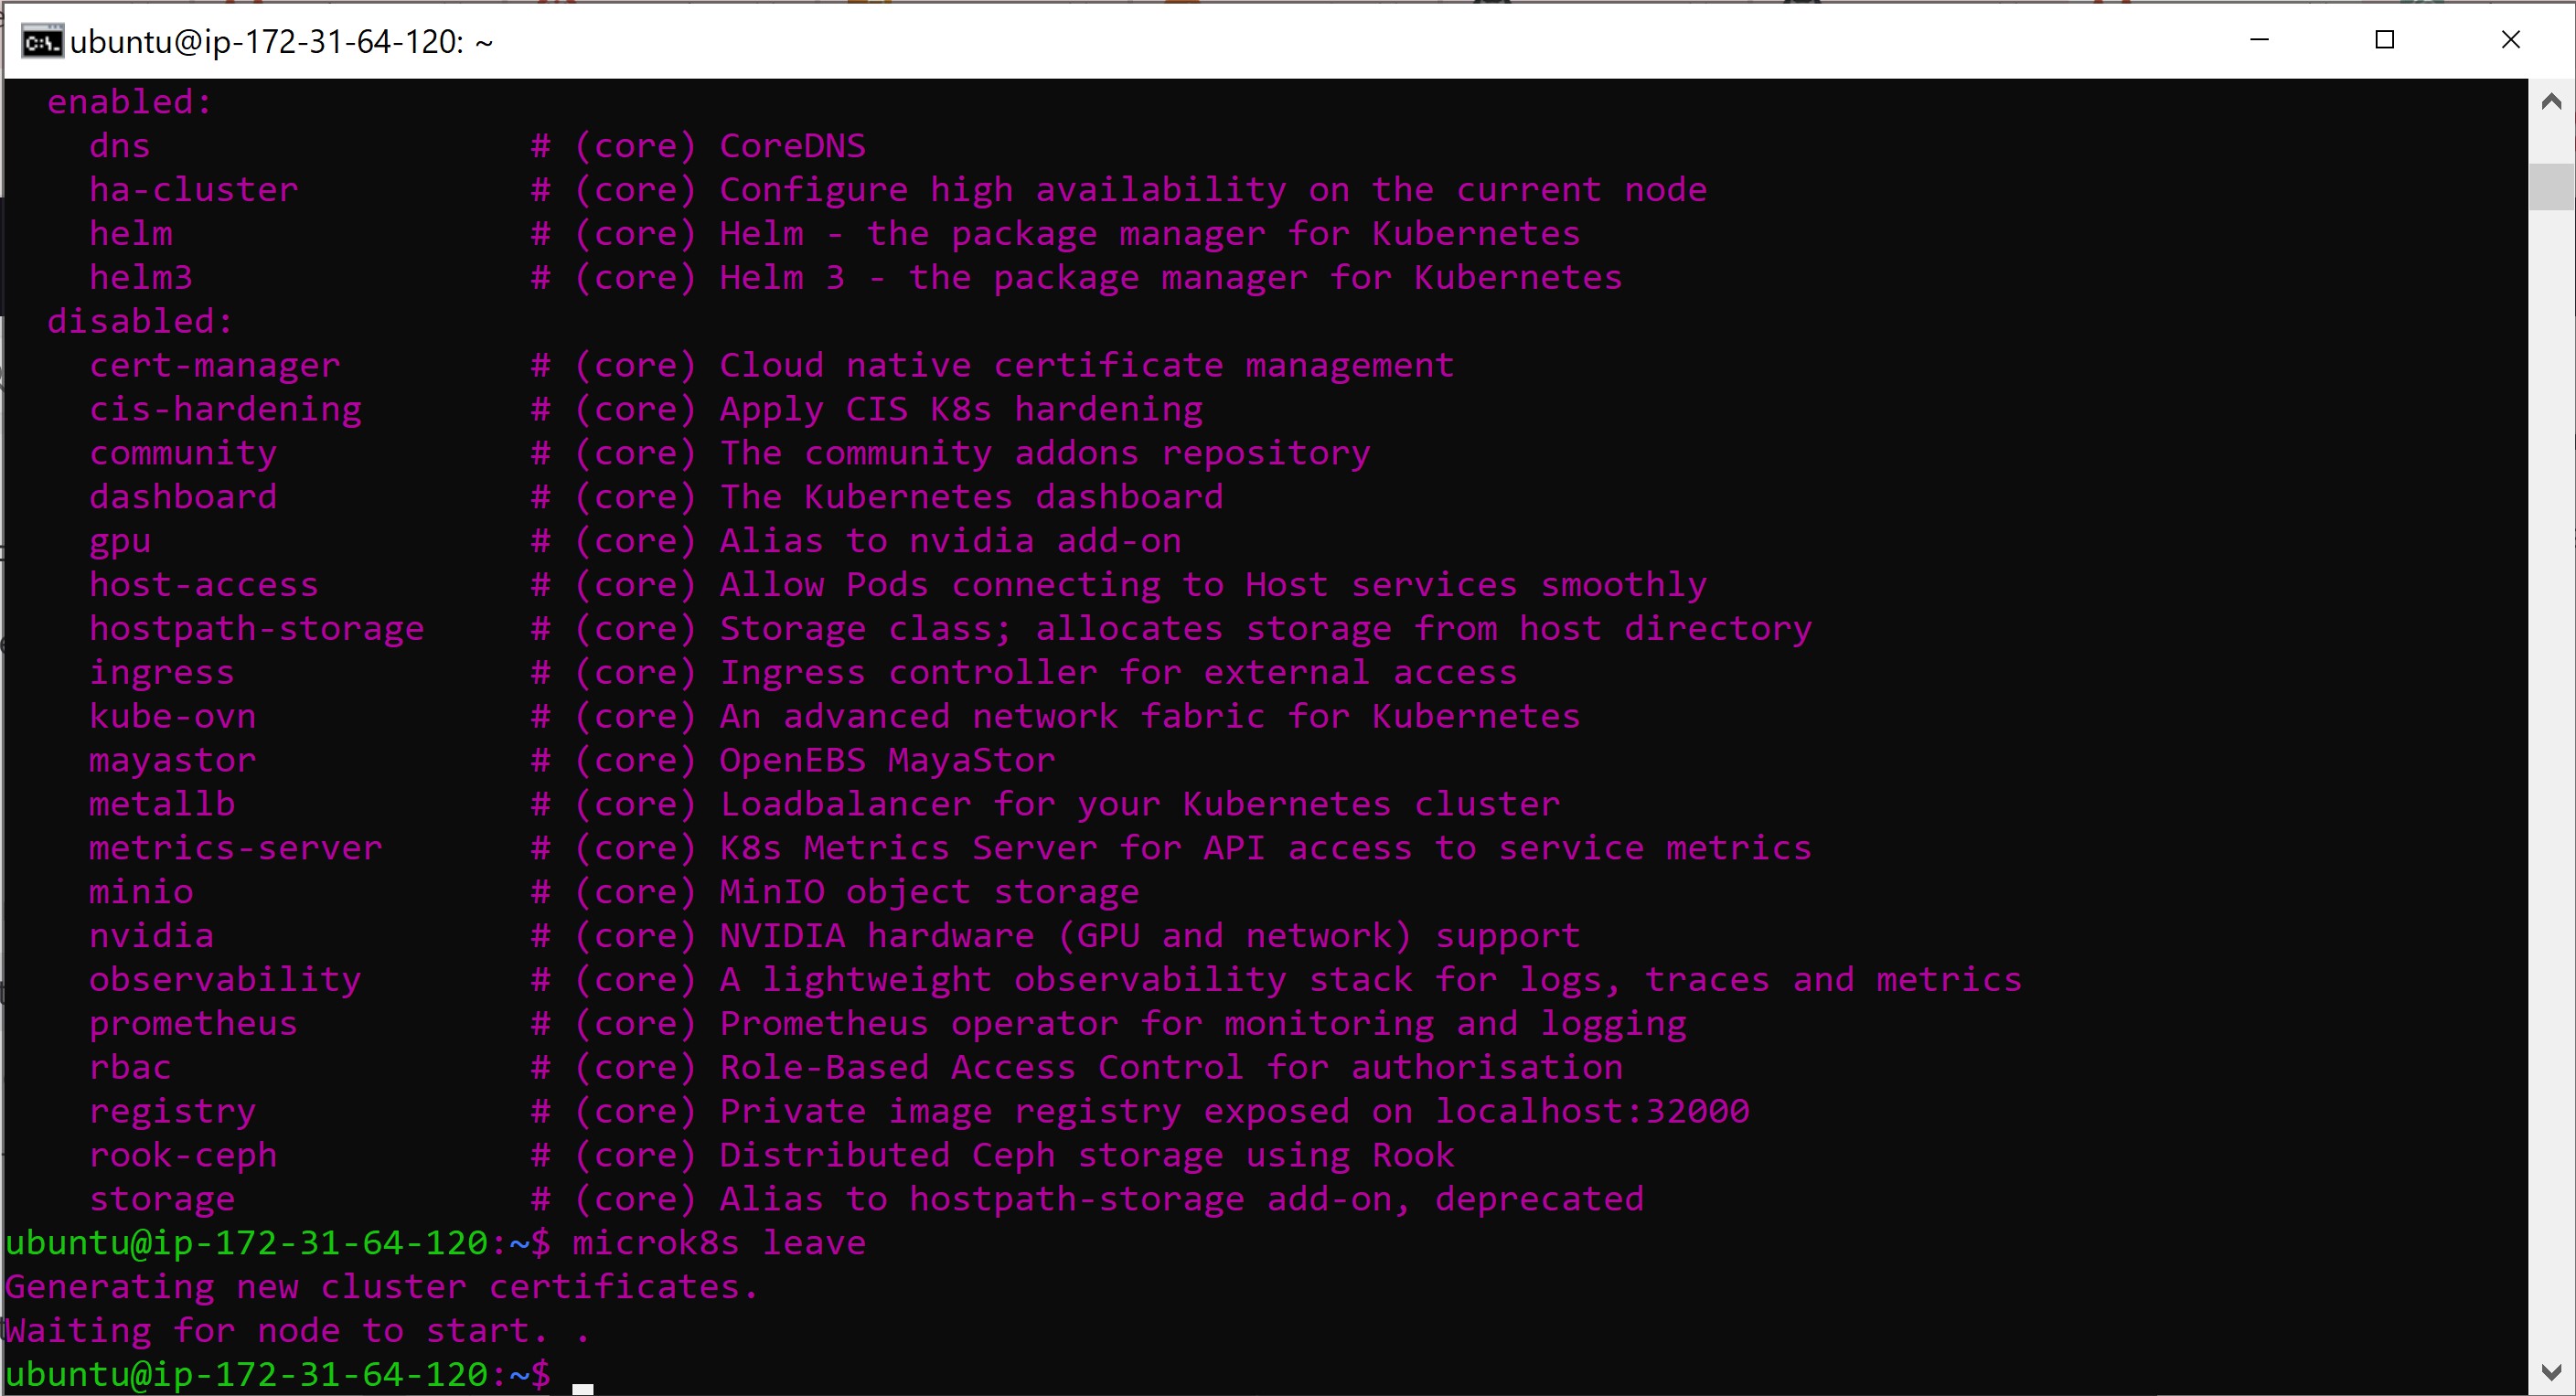 ubuntu@ip-172-31-64-120: ~
enabled:
dns # (core) CoreDNS
ha-cluster # (core) Configure high availability on the current node
helm # (core) Helm - the package manager for Kubernetes
helm3 # (core) Helm 3 - the package manager for Kubernetes
disabled:
cert-manager # (core) Cloud native certificate management
cis-hardening # (core) Apply CIS K8s hardening
community # (core) The community addons repository
dashboard # (core) The Kubernetes dashboard
gpu # (core) Alias to nvidia add-on
host-access # (core) Allow Pods connecting to Host services smoothly
hostpath-storage # (core) Storage class; allocates storage from host directory
ingress # (core) Ingress controller for external access
kube-ovn # (core) An advanced network fabric for Kubernetes
mayastor # (core) OpenEBS MayaStor
metallb # (core) Loadbalancer for your Kubernetes cluster
metrics-server # (core) K8s Metrics Server for API access to service metrics
minio # (core) MinIO object storage
nvidia # (core) NVIDIA hardware (GPU and network) support
observability # (core) A lightweight observability stack for logs, traces and metrics
prometheus # (core) Prometheus operator for monitoring and logging
rbac # (core) Role-Based Access Control for authorisation
registry # (core) Private image registry exposed on localhost:32000
rook-ceph # (core) Distributed Ceph storage using Rook
storage # (core) Alias to hostpath-storage add-on, deprecated
ubuntu@ip-172-31-64-120:~$ microk8s leave
Generating new cluster certificates.
Waiting for node to start. .
ubuntu@ip-172-31-64-120:~$